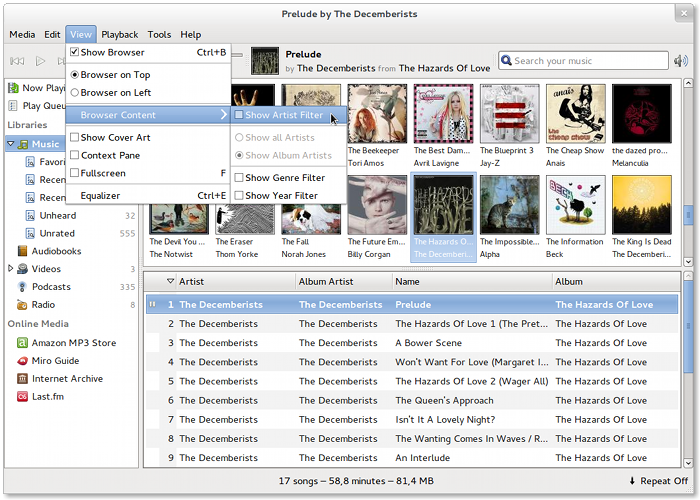 Prelude by The Decemberists
Media Edit View Playback Tools Help
Show Browser Ctrl+B
Browser on Top
Browser on Left
Browser Content
Show Cover Art
Context Pane
Fullscreen F
Equalizer Ctrl+E
Show Artist Filter
Show all Artists
Show Album Artists
Show Genre Filter
Show Year Filter
Prelude
by The Decemberists from The Hazards Of Love
Search your music
Now Playi
Play Queu
Libraries
Music
Favori
Recen
Recen
Unheard 32
Unrated 555
Audiobooks
Videos 3
Podcasts 335
Radio 6
Online Media
Amazon MP3 Store
Miro Guide
Internet Archive
Last.fm
The Beekeeper
Tori Amos
The Best Dam...
Avril Lavigne
The Blueprint 3
Jay-Z
The Cheap Show
Anais
the dazed pro...
Melanculia
The Devil You ...
The Notwist
The Eraser
Thom Yorke
The Fall
Norah Jones
The Future Em...
Billy Corgan
The Hazards O...
The Decemberi...
The Impossible...
Alpha
The Information
Beck
The King Is Dead
The Decemberi...
Artist Album Artist Name Album
1 The Decemberists The Decemberists Prelude The Hazards Of Love
2 The Decemberists The Decemberists The Hazards Of Love 1 (The Pret... The Hazards Of Love
3 The Decemberists The Decemberists A Bower Scene The Hazards Of Love
4 The Decemberists The Decemberists Won't Want For Love (Margaret I... The Hazards Of Love
5 The Decemberists The Decemberists The Hazards Of Love 2 (Wager All) The Hazards Of Love
6 The Decemberists The Decemberists The Queen's Approach The Hazards Of Love
7 The Decemberists The Decemberists Isn't It A Lovely Night? The Hazards Of Love
8 The Decemberists The Decemberists The Wanting Comes In Waves / R... The Hazards Of Love
9 The Decemberists The Decemberists An Interlude The Hazards Of Love
17 songs – 58,8 minutes – 81,4 MB
Repeat Off